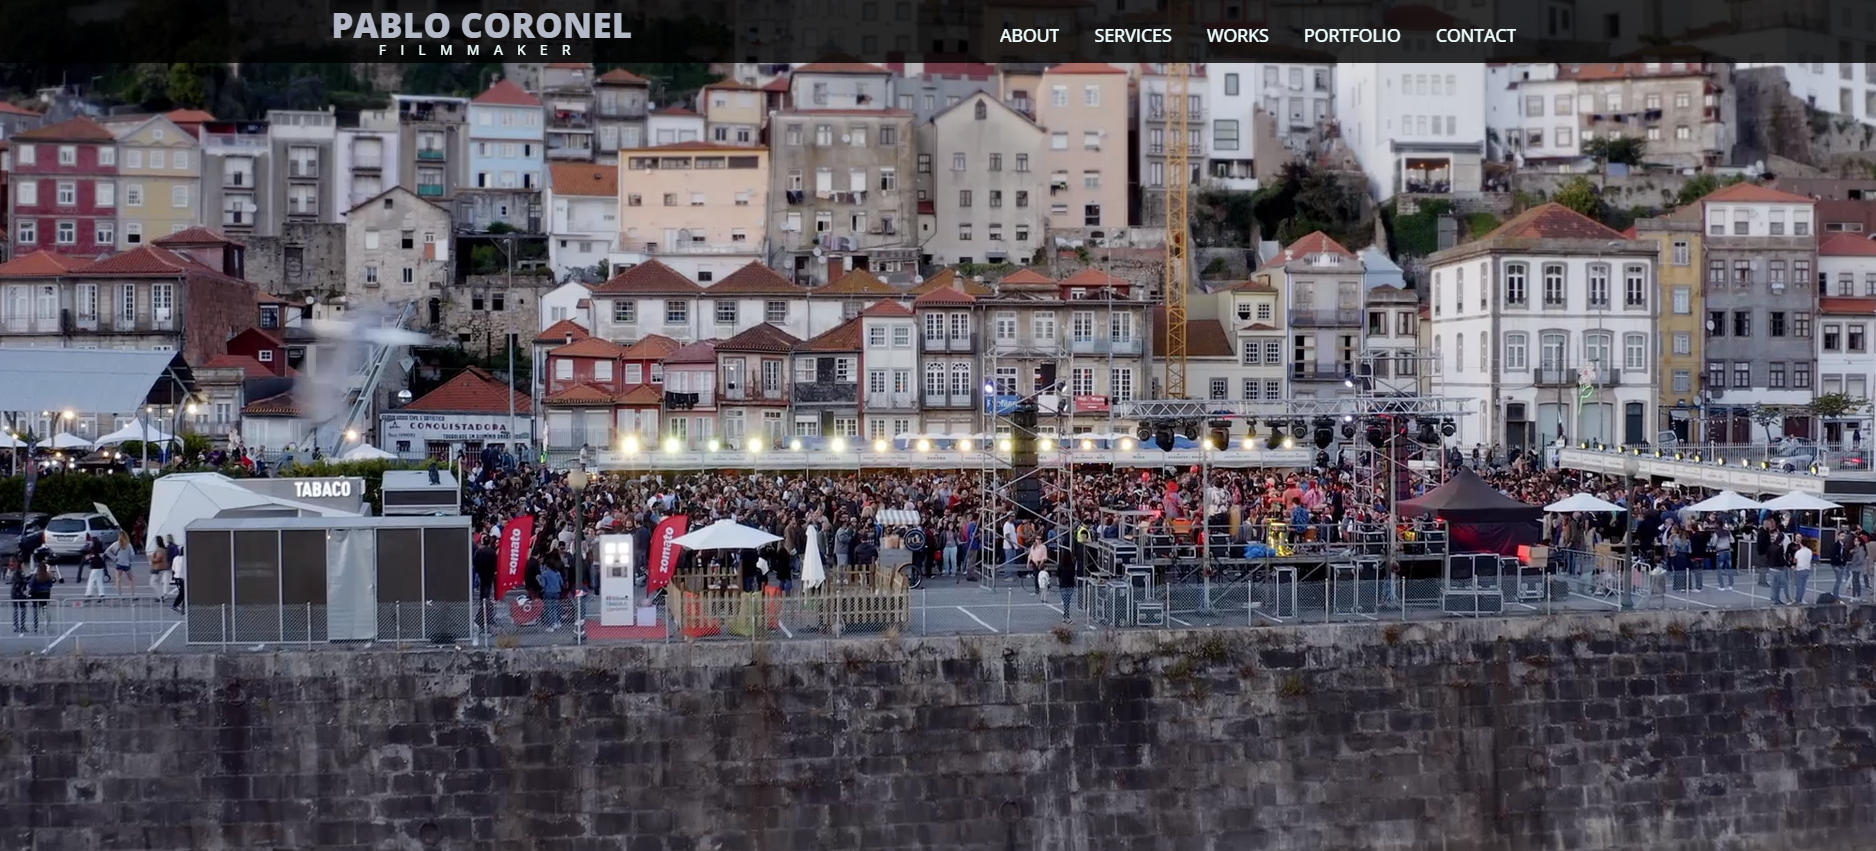 PABLO CORONEL
FILMMAKER
ABOUT
SERVICES
WORKS
PORTFOLIO
CONTACT
CONQUISTADORA
TABACO
zomato
zomato